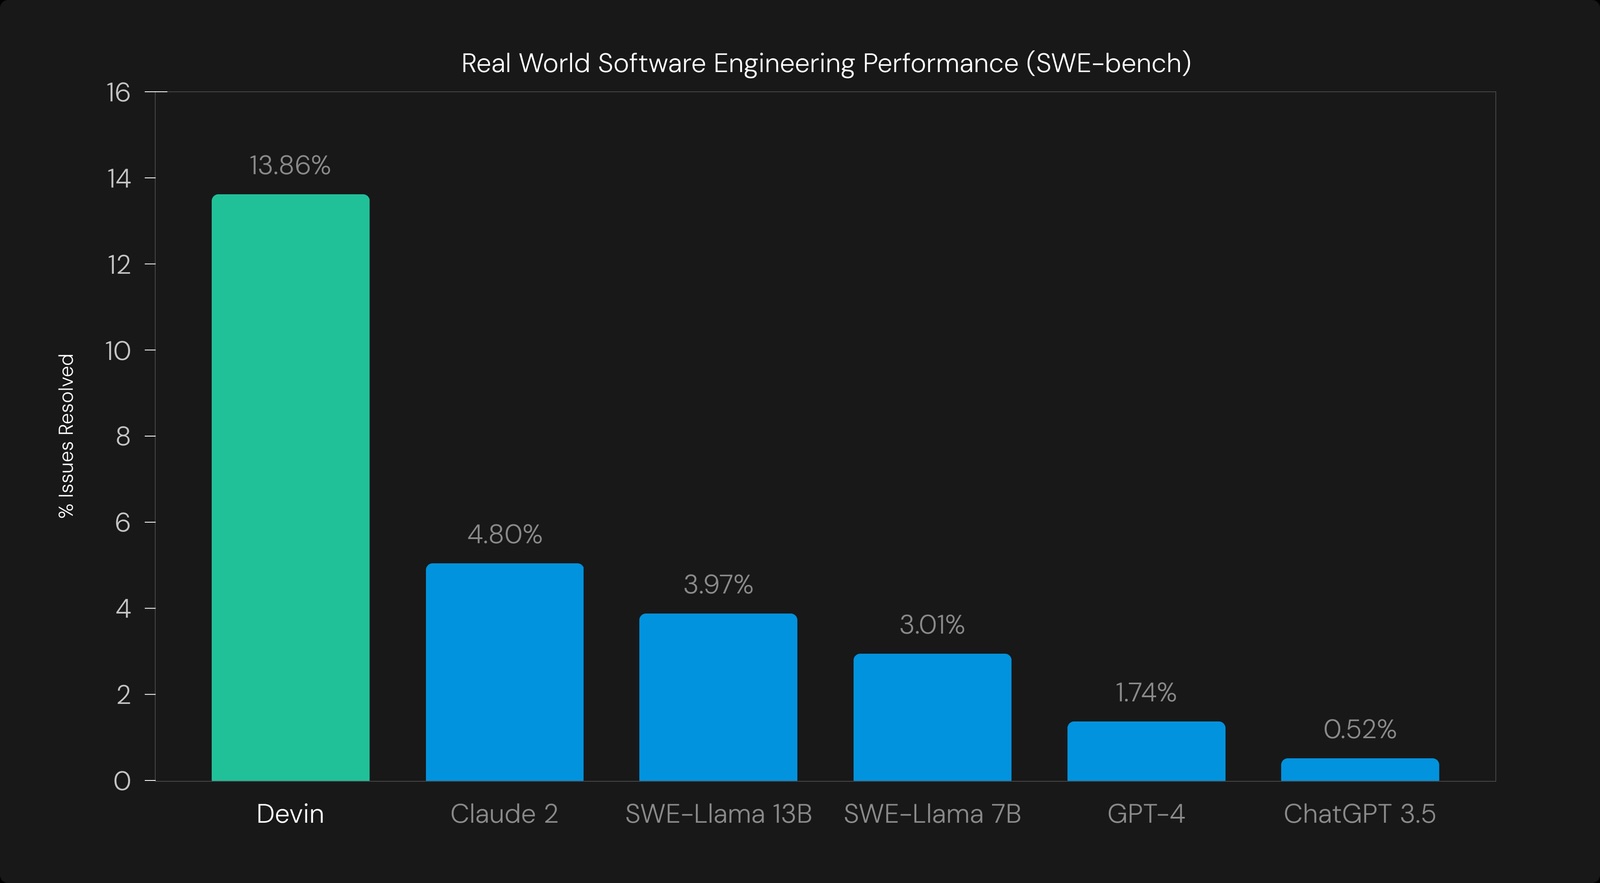 Real World Software Engineering Performance (SWE-bench)
% Issues Resolved
16
14
12
10
8
6
4
2
0
13.86%
4.80%
3.97%
3.01%
1.74%
0.52%
Devin
Claude 2
SWE-Llama 13B
SWE-Llama 7B
GPT-4
ChatGPT 3.5